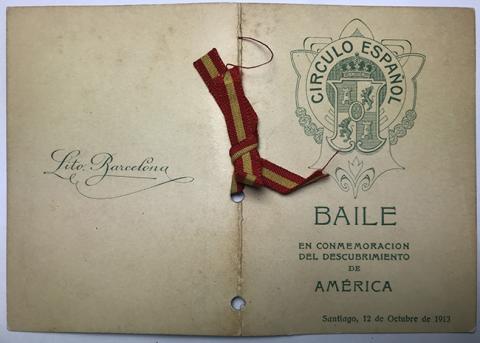 Lito. Barcelona
CIRCULO ESPAÑOL
BAILE
EN CONMEMORACION
DEL DESCUBRIMIENTO
DE
AMÉRICA
Santiago, 12 de Octubre de 1913